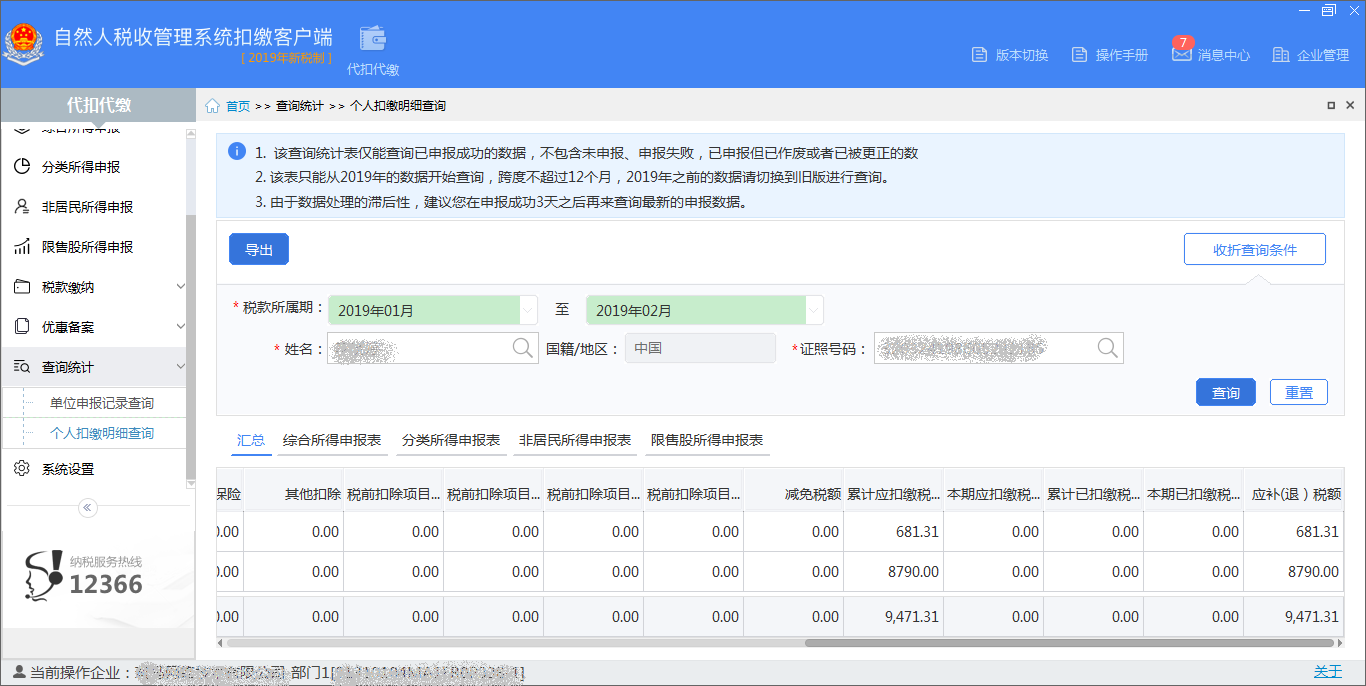 自然人税收管理系统扣缴客户端
[ 2019年新税制 ]
代扣代缴
版本切换 操作手册 7 消息中心 企业管理
代扣代缴
首页 >> 查询统计 >> 个人扣缴明细查询
综合所得申报
分类所得申报
非居民所得申报
限售股所得申报
税款缴纳
优惠备案
查询统计
单位申报记录查询
个人扣缴明细查询
系统设置
纳税服务热线
12366
1. 该查询统计表仅能查询已申报成功的数据，不包含未申报、申报失败，已申报但已作废或者已被更正的数
2. 该表只能从2019年的数据开始查询，跨度不超过12个月，2019年之前的数据请切换到旧版进行查询。
3. 由于数据处理的滞后性，建议您在申报成功3天之后再来查询最新的申报数据。
导出 收折查询条件
* 税款所属期： 2019年01月 至 2019年02月
* 姓名： 国籍/地区： 中国 *证照号码：
查询 重置
汇总 综合所得申报表 分类所得申报表 非居民所得申报表 限售股所得申报表
保险 其他扣除 税前扣除项目... 税前扣除项目... 税前扣除项目... 税前扣除项目... 减免税额 累计应扣缴税... 本期应扣缴税... 累计已扣缴税... 本期已扣缴税... 应补(退）税额
0.00 0.00 0.00 0.00 0.00 0.00 0.00 681.31 0.00 0.00 0.00 681.31
0.00 0.00 0.00 0.00 0.00 0.00 0.00 8790.00 0.00 0.00 0.00 8790.00
0.00 0.00 0.00 0.00 0.00 0.00 0.00 9,471.31 0.00 0.00 0.00 9,471.31
当前操作企业： 有限公司 部门1[ 关于